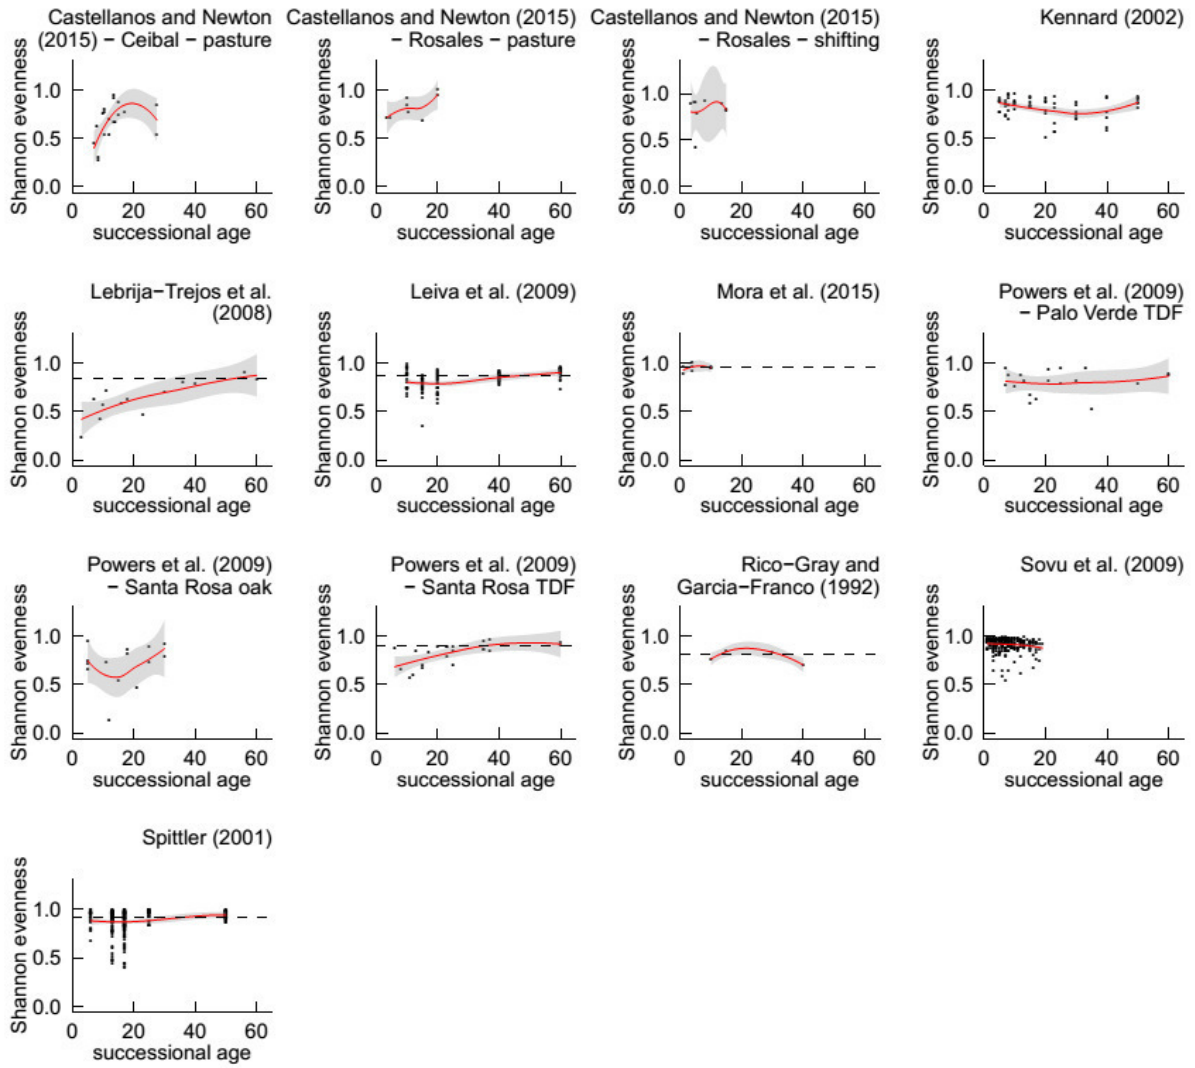 Castellanos and Newton
(2015) − Ceibal − pasture
Shannon evenness
1.0
0.5
0.0
0 20 40 60
successional age
Castellanos and Newton (2015)
− Rosales − pasture
Shannon evenness
1.0
0.5
0.0
0 20 40 60
successional age
Castellanos and Newton (2015)
− Rosales − shifting
Shannon evenness
1.0
0.5
0.0
0 20 40 60
successional age
Kennard (2002)
Shannon evenness
1.0
0.5
0.0
0 20 40 60
successional age
Lebrija−Trejos et al.
(2008)
Shannon evenness
1.0
0.5
0.0
0 20 40 60
successional age
Leiva et al. (2009)
Shannon evenness
1.0
0.5
0.0
0 20 40 60
successional age
Mora et al. (2015)
Shannon evenness
1.0
0.5
0.0
0 20 40 60
successional age
Powers et al. (2009)
− Palo Verde TDF
Shannon evenness
1.0
0.5
0.0
0 20 40 60
successional age
Powers et al. (2009)
− Santa Rosa oak
Shannon evenness
1.0
0.5
0.0
0 20 40 60
successional age
Powers et al. (2009)
− Santa Rosa TDF
Shannon evenness
1.0
0.5
0.0
0 20 40 60
successional age
Rico−Gray and
Garcia−Franco (1992)
Shannon evenness
1.0
0.5
0.0
0 20 40 60
successional age
Sovu et al. (2009)
Shannon evenness
1.0
0.5
0.0
0 20 40 60
successional age
Spittler (2001)
Shannon evenness
1.0
0.5
0.0
0 20 40 60
successional age